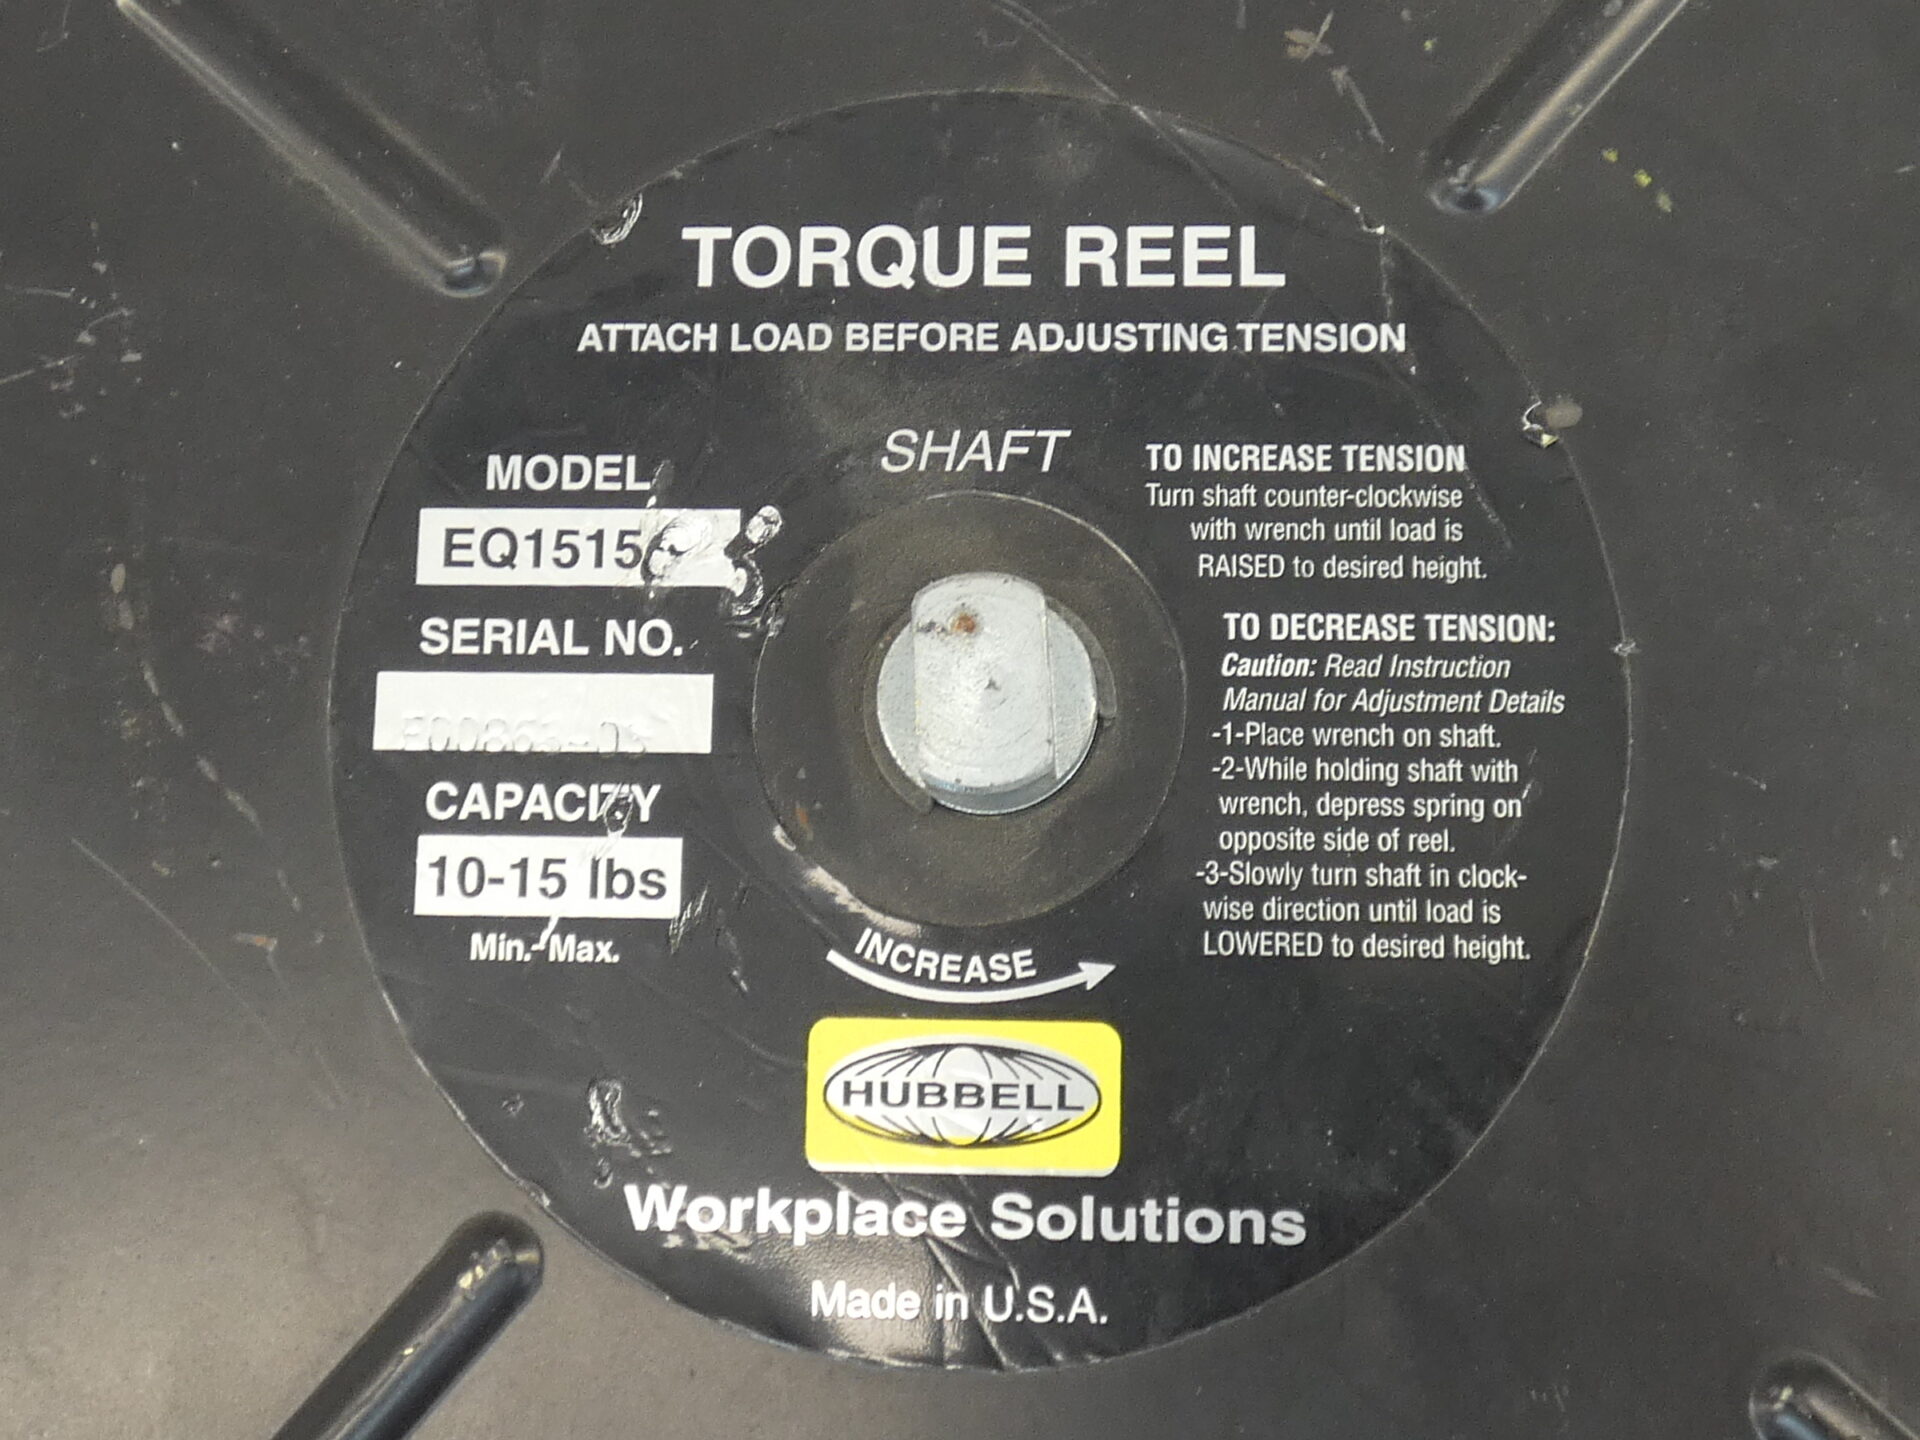 TORQUE REEL
ATTACH LOAD BEFORE ADJUSTING TENSION
MODEL
EQ1515
SERIAL NO.
CAPACITY
10-15 lbs
Min.-Max.
SHAFT
TO INCREASE TENSION
Turn shaft counter-clockwise
with wrench until load is
RAISED to desired height.
TO DECREASE TENSION:
Caution: Read Instruction
Manual for Adjustment Details
-1-Place wrench on shaft.
-2-While holding shaft with
wrench, depress spring on
opposite side of reel.
-3-Slowly turn shaft in clock-
wise direction until load is
LOWERED to desired height.
INCREASE
HUBBELL
Workplace Solutions
Made in U.S.A.